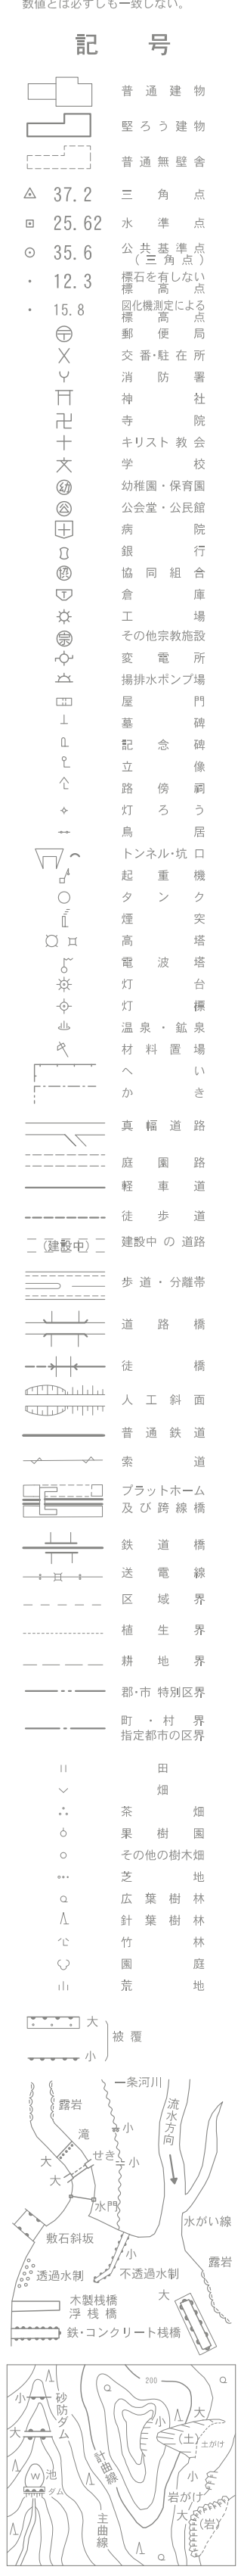 数値とは必ずしも一致しない。
記 号
普通建物
堅ろう建物
普通無壁舎
37.2 三角点
25.62 水準点
35.6 公共基準点
(三角点)
12.3 標石を有しない
標高点
15.8 図化機測定による
標高点
郵便局
交番・駐在所
消防署
神社
寺院
キリスト教会
学校
幼 幼稚園・保育園
公 公会堂・公民館
病院
銀行
協 協同組合
倉庫
工場
宗 その他宗教施設
変電所
揚排水ポンプ場
屋門
墓碑
記念碑
立像
路傍祠
灯ろう
鳥居
トンネル・坑口
起重機
タンク
煙突
高塔
電波塔
灯台
灯標
温泉・鉱泉
材料置場
へい
かき
真幅道路
庭園路
軽車道
徒歩道
(建設中) 建設中の道路
歩道・分離帯
道路橋
徒橋
人工斜面
普通鉄道
索道
プラットホーム
及び跨線橋
鉄道橋
送電線
区域界
植生界
耕地界
郡・市 特別区界
町・村界
指定都市の区界
田
畑
茶畑
果樹園
その他の樹木畑
芝地
広葉樹林
針葉樹林
竹林
園庭
荒地
大
被覆
小
一条河川
露岩
流水方向
滝
小
大
せき
小
大
水門
水がい線
敷石斜坂
小
透過水制
不透過水制
露岩
大
木製桟橋
浮桟橋
鉄・コンクリート桟橋
200
小
砂防ダム
大
小
大
計曲線
(土)
土がけ
W
池
小
ダム
岩がけ
大
主曲線
(岩)